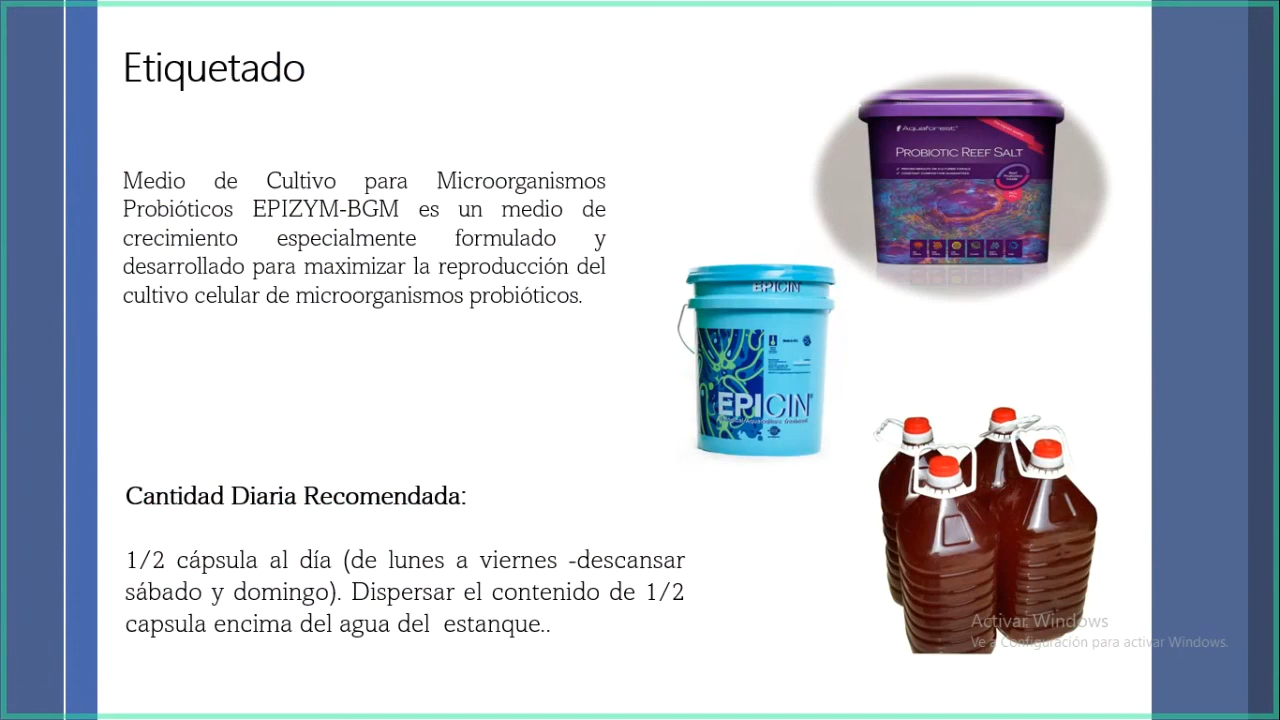 Etiquetado
Medio de Cultivo para Microorganismos
Probióticos EPIZYM-BGM es un medio de
crecimiento especialmente formulado y
desarrollado para maximizar la reproducción del
cultivo celular de microorganismos probióticos.
Aquaforest
PROBIOTIC REEF SALT
EPICIN
EPICIN
Cantidad Diaria Recomendada:
1/2 cápsula al día (de lunes a viernes -descansar
sábado y domingo). Dispersar el contenido de 1/2
capsula encima del agua del estanque..
Activar Windows
Ve a Configuración para activar Windows.